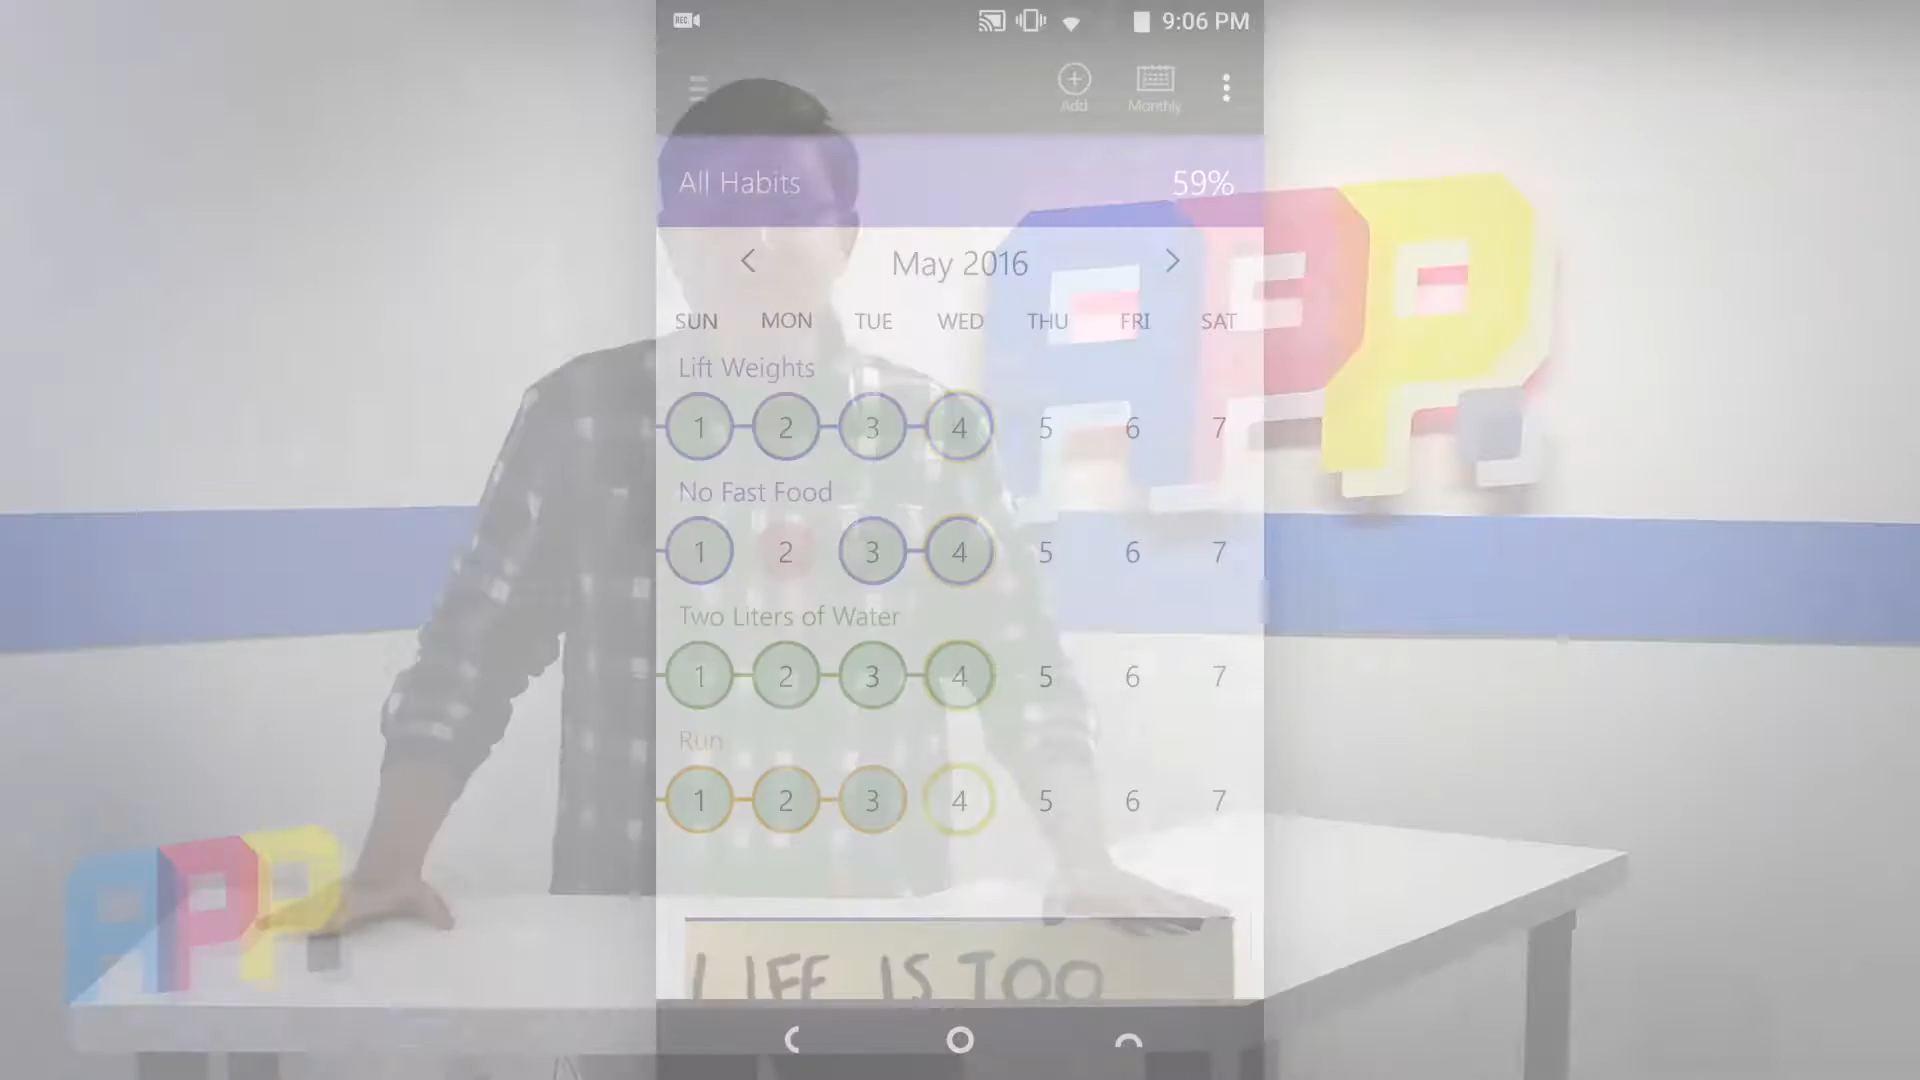 REC
9:06 PM
Add
Monthly
All Habits
59%
May 2016
SUN MON TUE WED THU FRI SAT
Lift Weights
1 2 3 4 5 6 7
No Fast Food
1 2 3 4 5 6 7
Two Liters of Water
1 2 3 4 5 6 7
Run
1 2 3 4 5 6 7
LIFE IS TOO
APP
APP